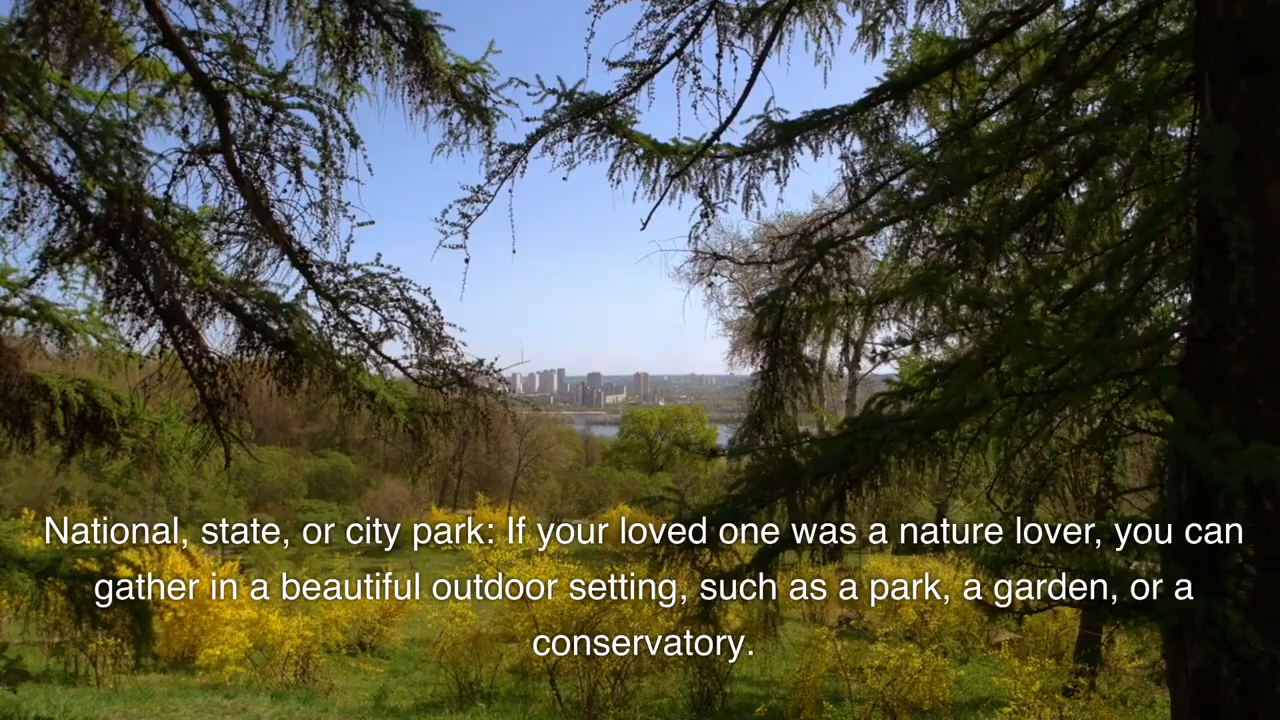 National, state, or city park: If your loved one was a nature lover, you can
gather in a beautiful outdoor setting, such as a park, a garden, or a
conservatory.